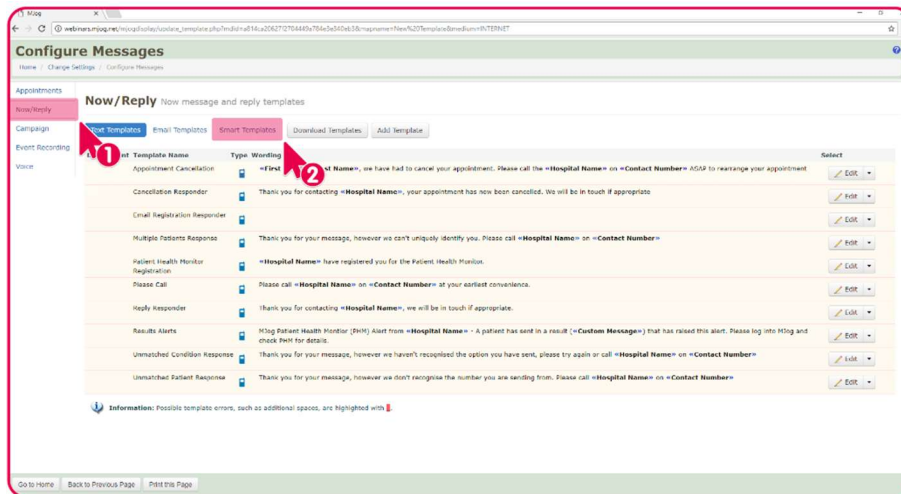 MJog
webinars.mjog.net/mjogdisplay/update_template.php?
Configure Messages
Home / Change Settings / Configure Messages
Appointments
Now/Reply
Campaign
Event Recording
Voice
Now/Reply Now message and reply templates
Text Templates Email Templates Smart Templates Download Templates Add Template
Template Name Type Wording Select
Appointment Cancellation «First Name», we have had to cancel your appointment. Please call the «Hospital Name» on «Contact Number» ASAP to rearrange your appointment Edit
Cancellation Responder Thank you for contacting «Hospital Name», your appointment has now been cancelled. We will be in touch if appropriate Edit
Email Registration Responder Edit
Multiple Patients Response Thank you for your message, however we can't uniquely identify you. Please call «Hospital Name» on «Contact Number» Edit
Patient Health Monitor «Hospital Name» have registered you for the Patient Health Monitor. Edit
Registration
Please Call Please call «Hospital Name» on «Contact Number» at your earliest convenience. Edit
Reply Responder Thank you for contacting «Hospital Name», we will be in touch if appropriate. Edit
Results Alerts MJog Patient Health Montior (PHM) Alert from «Hospital Name» - A patient has sent in a result («Custom Message») that has raised this alert. Please log into MJog and Edit
check PHM for details.
Unmatched Condition Response Thank you for your message, however we haven't recognised the option you have sent, please try again or call «Hospital Name» on «Contact Number» Edit
Unmatched Patient Response Thank you for your message, however we don't recognise the number you are sending from. Please call «Hospital Name» on «Contact Number» Edit
Information: Possible template errors, such as additional spaces, are highlighted with
Go to Home Back to Previous Page Print this Page
1
2